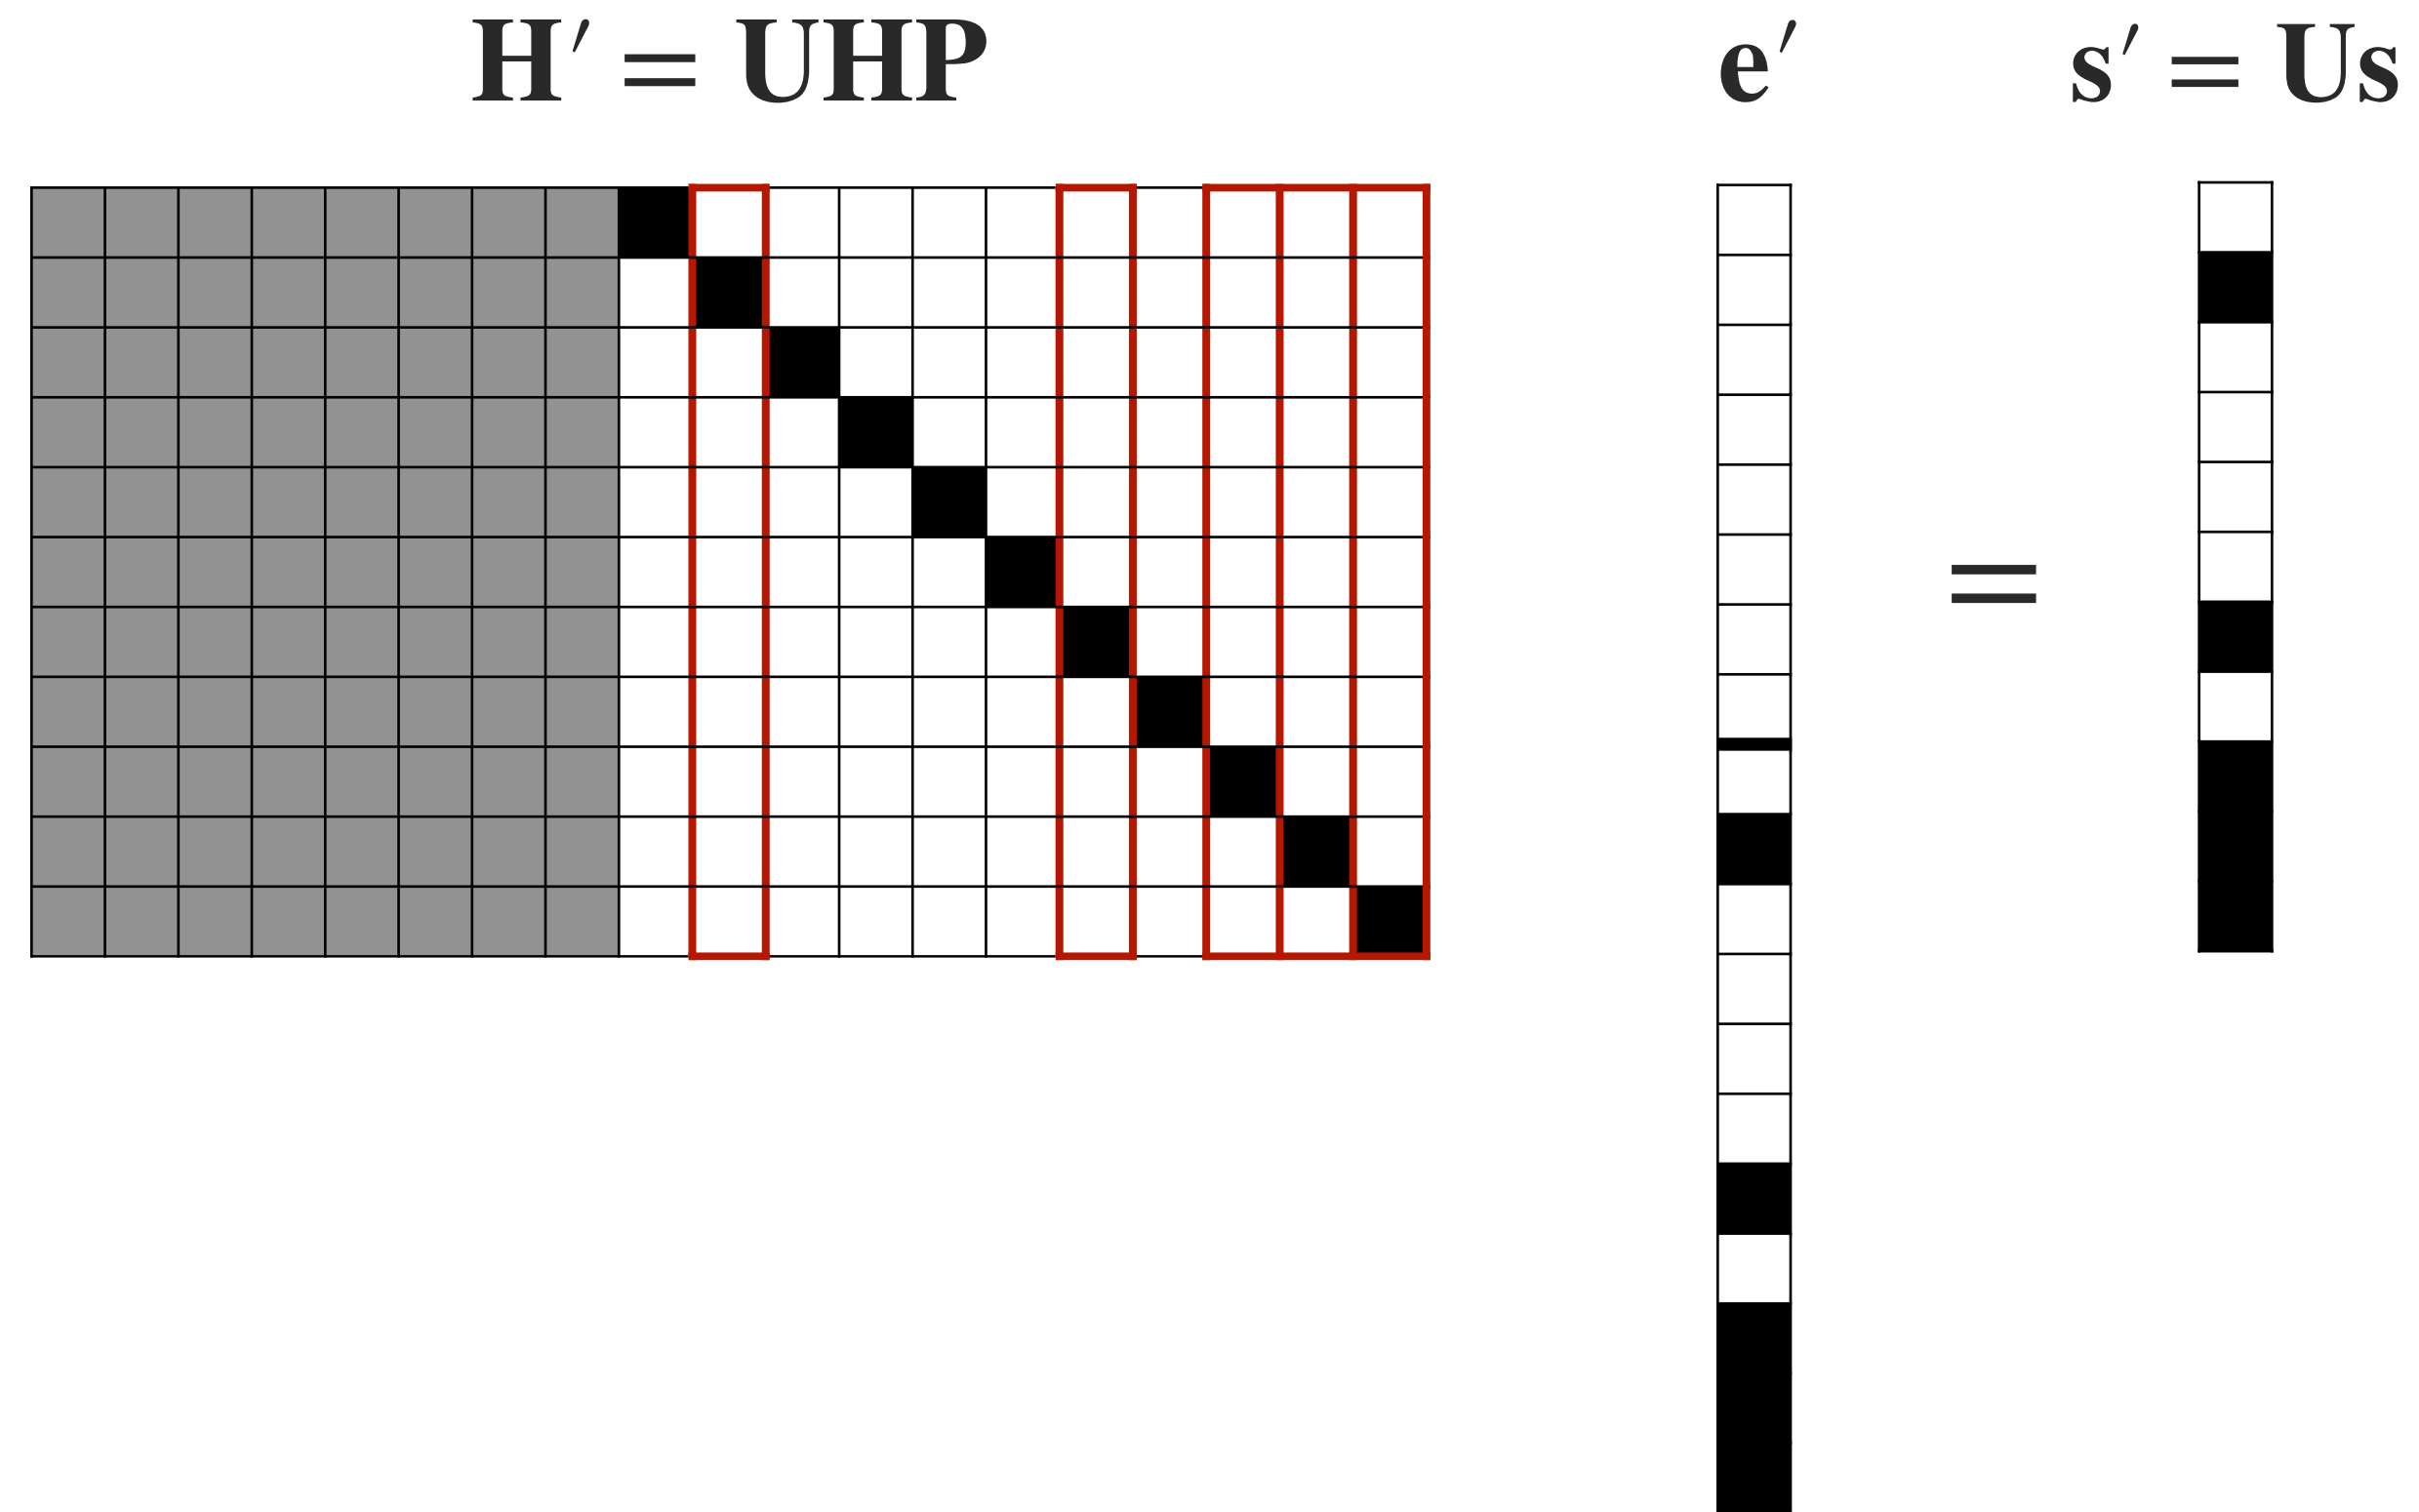 H′ = UHP
e′
s′ = Us
=